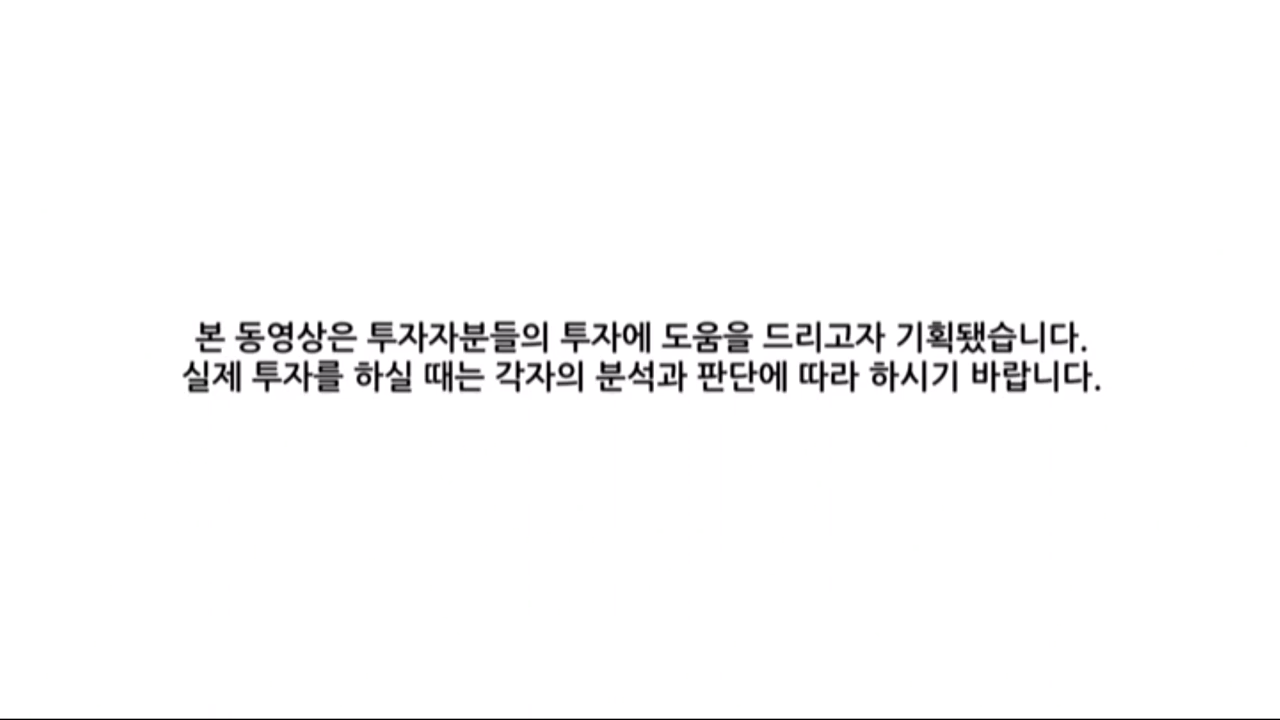 본 동영상은 투자자분들의 투자에 도움을 드리고자 기획됐습니다.
실제 투자를 하실 때는 각자의 분석과 판단에 따라 하시기 바랍니다.